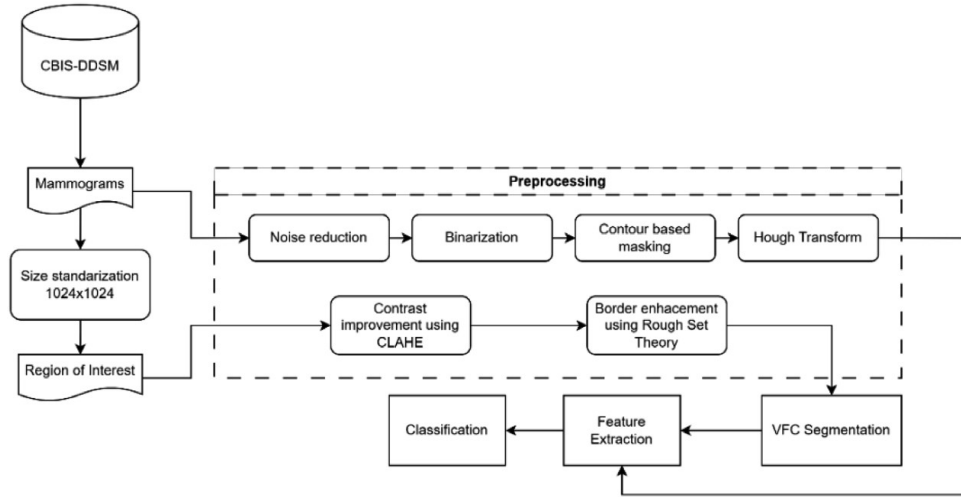 CBIS-DDSM
Mammograms
Size standarization
1024x1024
Region of Interest
Preprocessing
Noise reduction
Binarization
Contour based
masking
Hough Transform
Contrast
improvement using
CLAHE
Border enhacement
using Rough Set
Theory
Classification
Feature
Extraction
VFC Segmentation